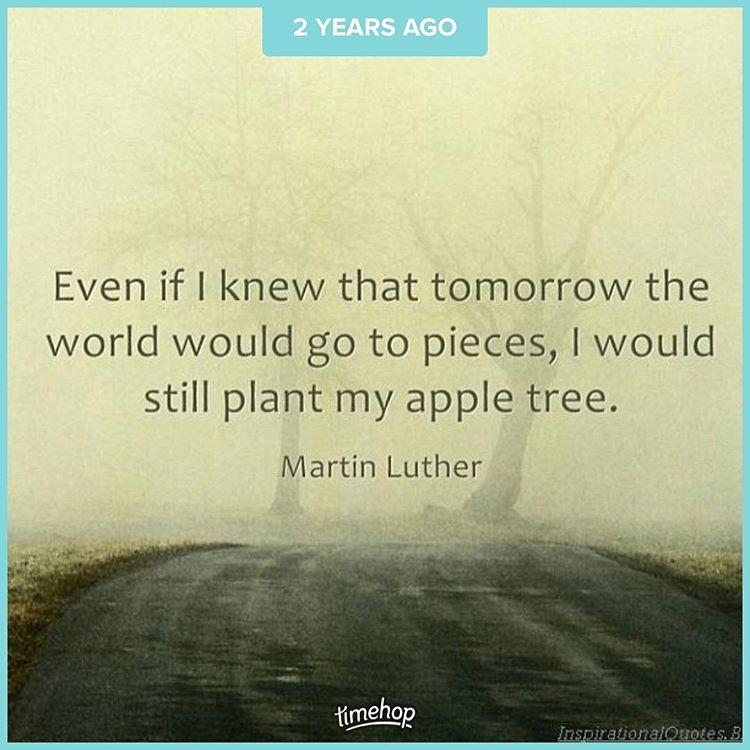 2 YEARS AGO
Even if I knew that tomorrow the
world would go to pieces, I would
still plant my apple tree.
Martin Luther
timehop
InspirationalQuotes.B